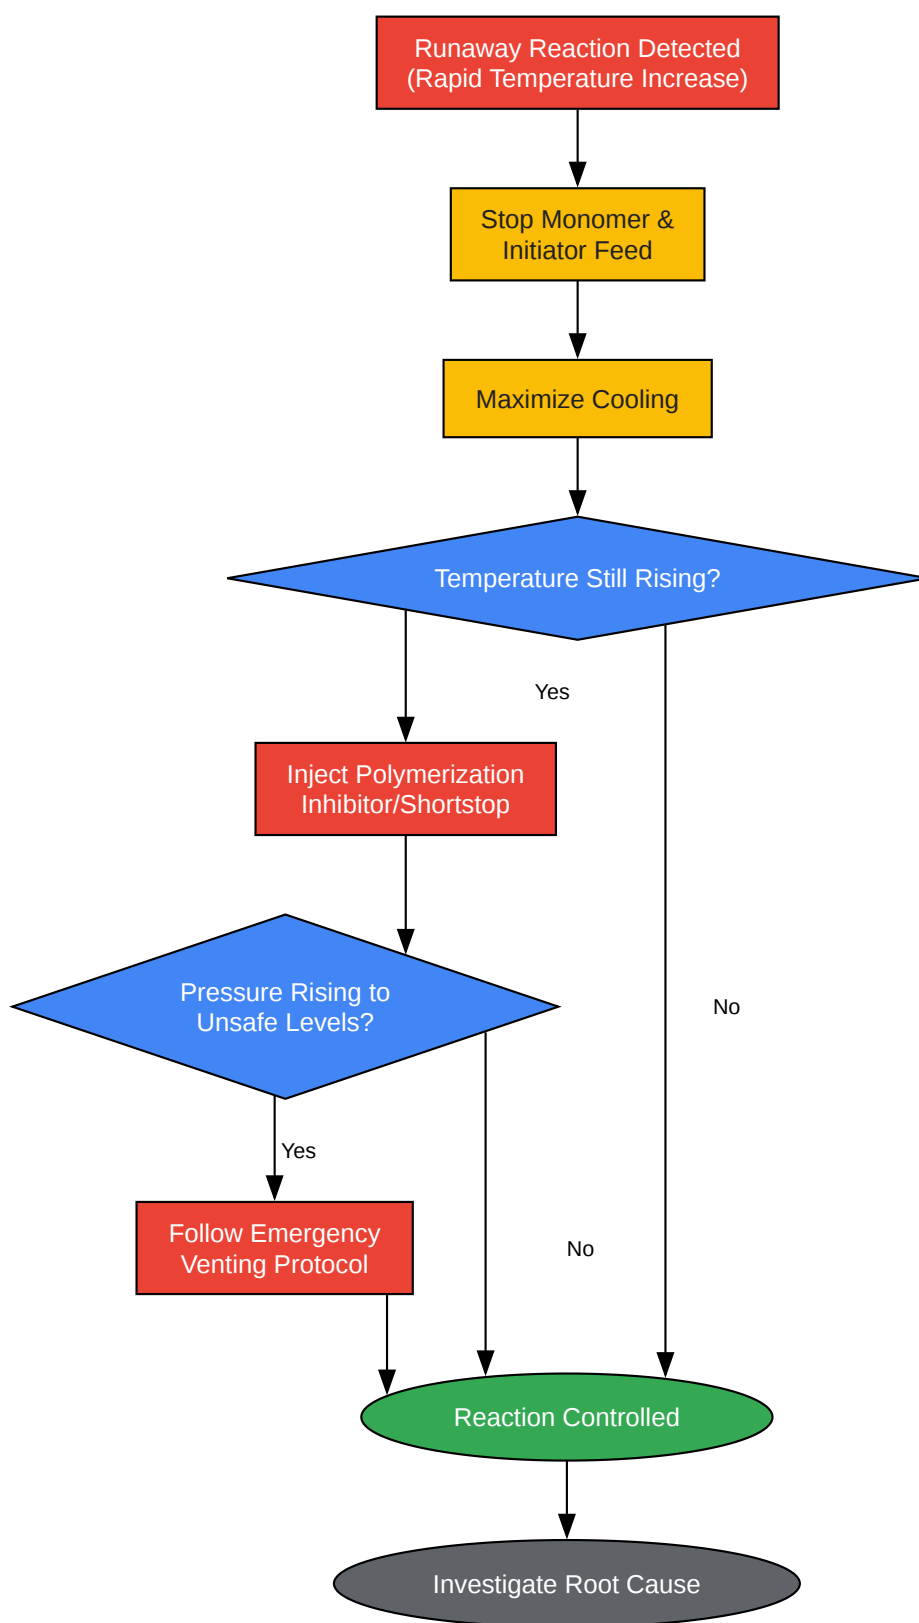 Runaway Reaction Detected
(Rapid Temperature Increase)
Stop Monomer &
Initiator Feed
Maximize Cooling
Temperature Still Rising?
Yes
Inject Polymerization
Inhibitor/Shortstop
Pressure Rising to
Unsafe Levels?
No
Yes
Follow Emergency
Venting Protocol
No
Reaction Controlled
Investigate Root Cause